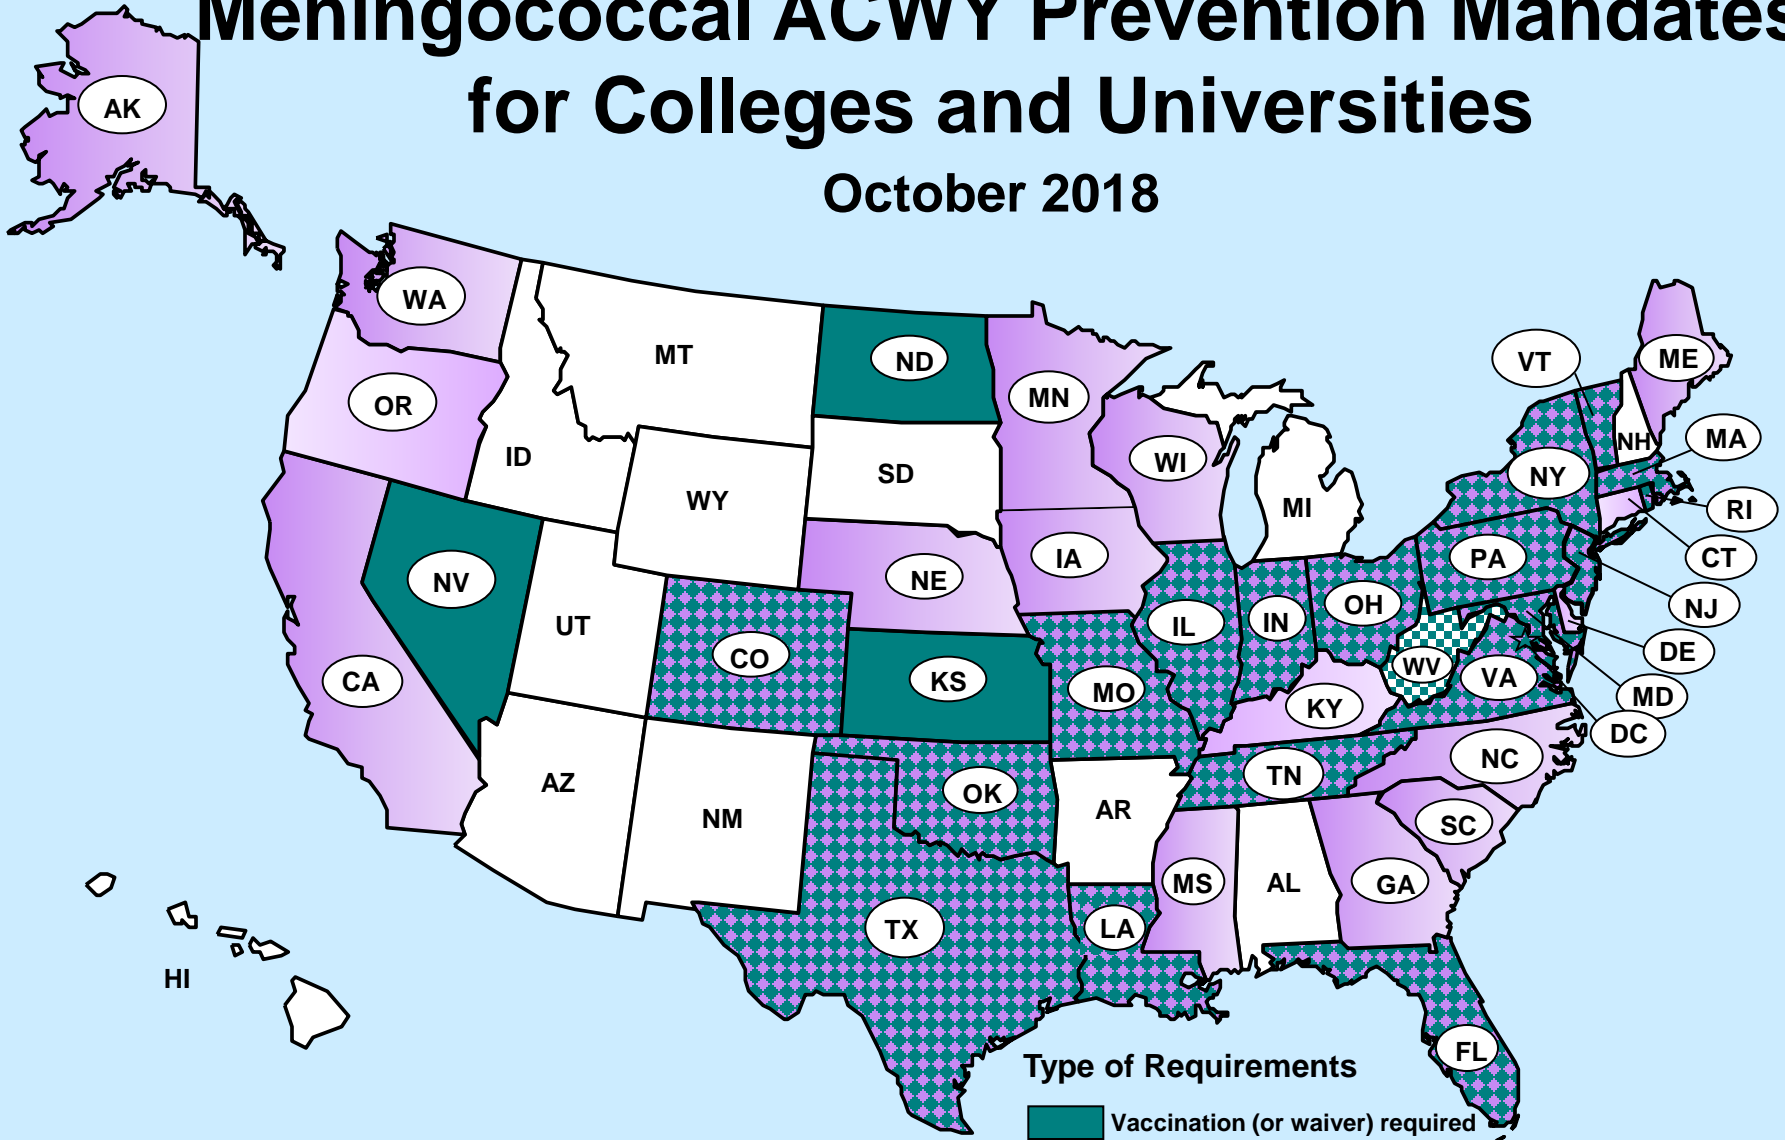 Meningococcal ACWY Prevention Mandates
for Colleges and Universities
October 2018
AK
WA
MT
ND
MN
VT
ME
OR
ID
SD
WI
NH
MA
WY
NY
MI
RI
NV
NE
IA
PA
CT
UT
CO
IL
IN
OH
NJ
CA
KS
MO
WV
VA
DE
KY
MD
DC
AZ
NM
OK
TN
NC
AR
SC
MS
AL
GA
TX
LA
HI
FL
Type of Requirements
Vaccination (or waiver) required